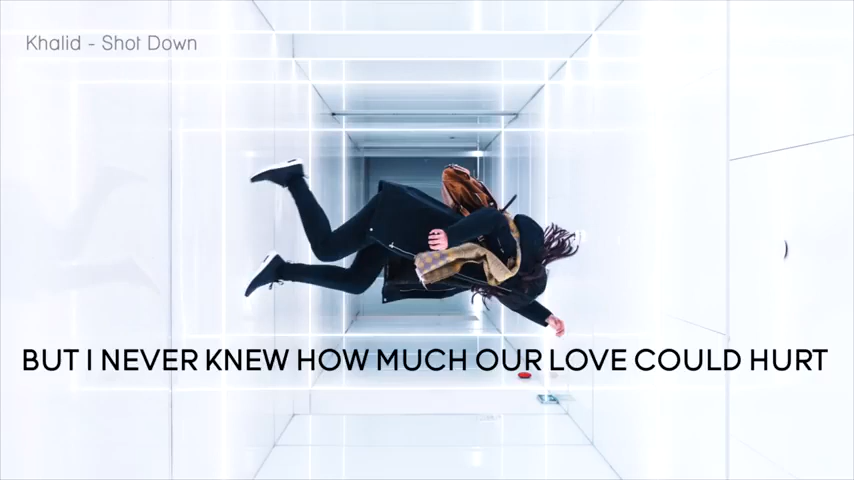 Khalid - Shot Down
BUT I NEVER KNEW HOW MUCH OUR LOVE COULD HURT